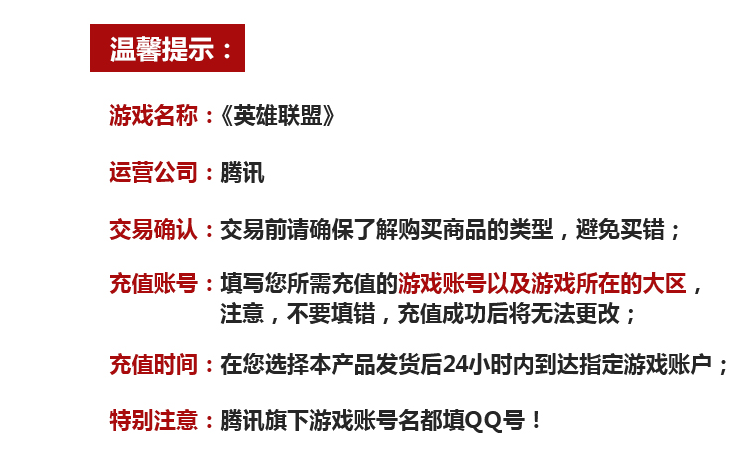 温馨提示：
游戏名称：《英雄联盟》
运营公司：腾讯
交易确认：交易前请确保了解购买商品的类型，避免买错；
充值账号：填写您所需充值的游戏账号以及游戏所在的大区，
注意，不要填错，充值成功后将无法更改；
充值时间：在您选择本产品发货后24小时内到达指定游戏账户；
特别注意：腾讯旗下游戏账号名都填QQ号！